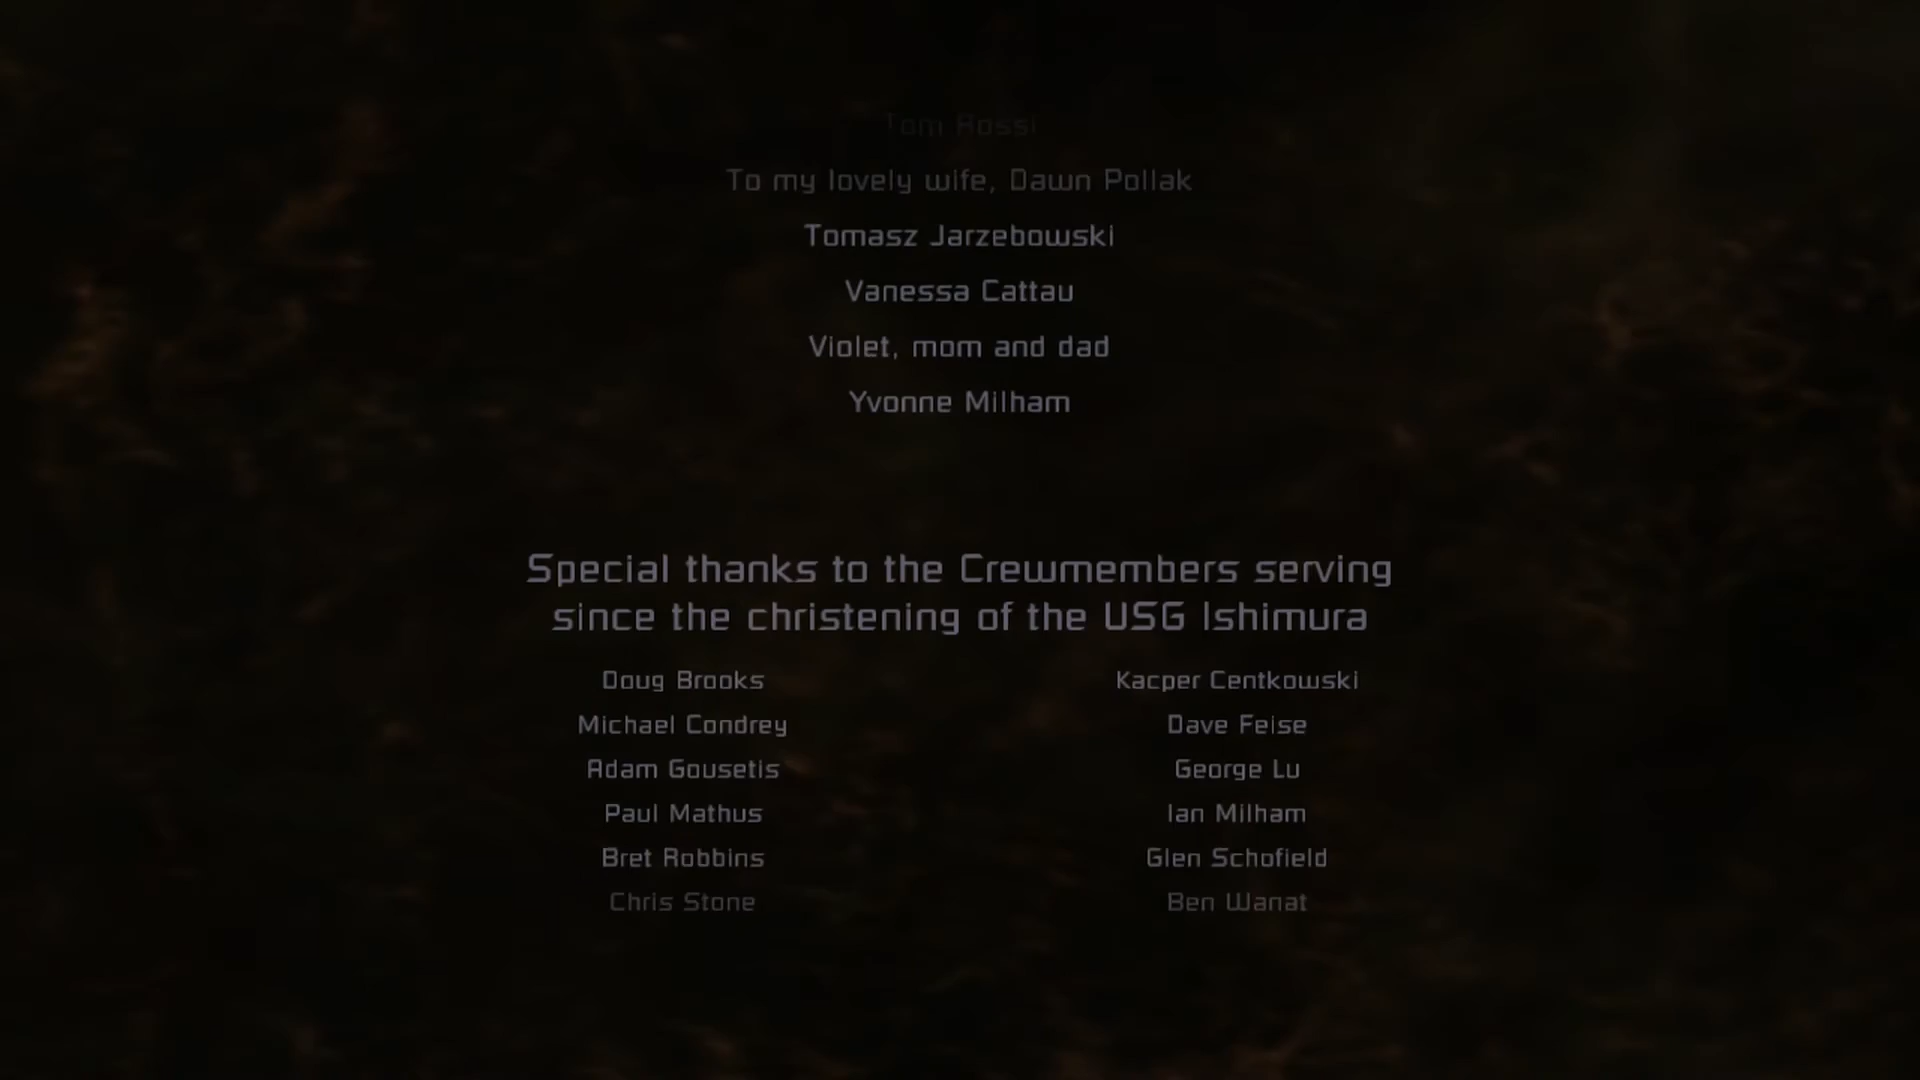 Tom Rossi
To my lovely wife, Dawn Pollak
Tomasz Jarzebowski
Vanessa Cattau
Violet, mom and dad
Yvonne Milham
Special thanks to the Crewmembers serving
since the christening of the USG Ishimura
Doug Brooks
Kacper Centkowski
Michael Condrey
Dave Feise
Adam Gousetis
George Lu
Paul Mathus
Ian Milham
Bret Robbins
Glen Schofield
Chris Stone
Ben Wanat